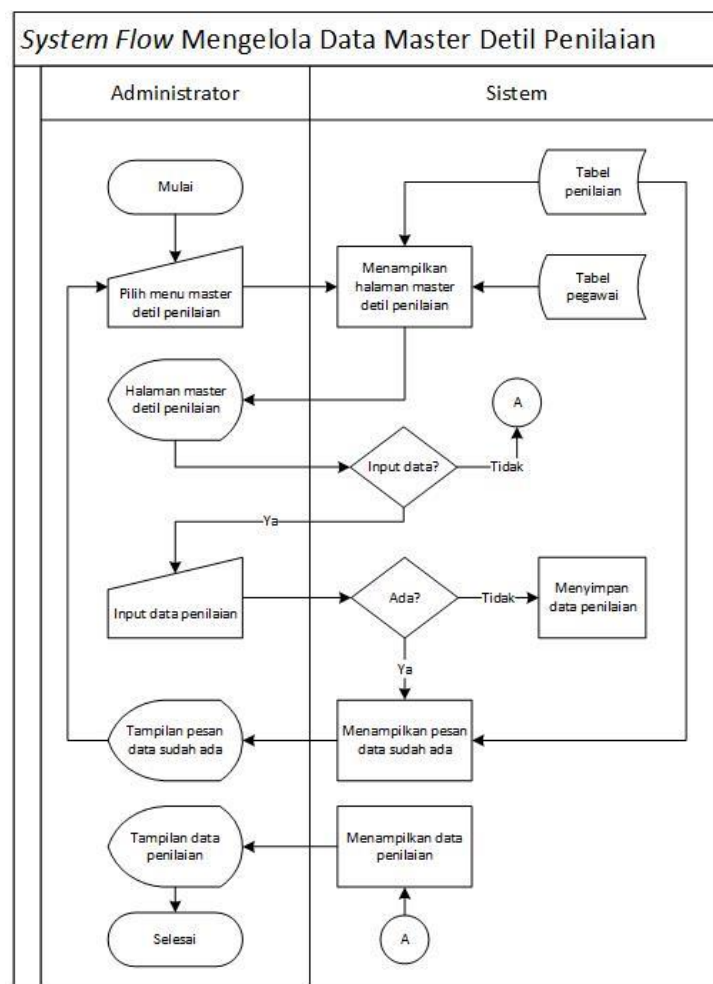 System Flow Mengelola Data Master Detil Penilaian
Administrator
Sistem
Mulai
Tabel
penilaian
Pilih menu master
detil penilaian
Menampilkan
halaman master
detil penilaian
Tabel
pegawai
Halaman master
detil penilaian
A
Input data?
Tidak
Ya
Input data penilaian
Ada?
Tidak
Menyimpan
data penilaian
Ya
Tampilan pesan
data sudah ada
Menampilkan pesan
data sudah ada
Tampilan data
penilaian
Menampilkan data
penilaian
Selesai
A